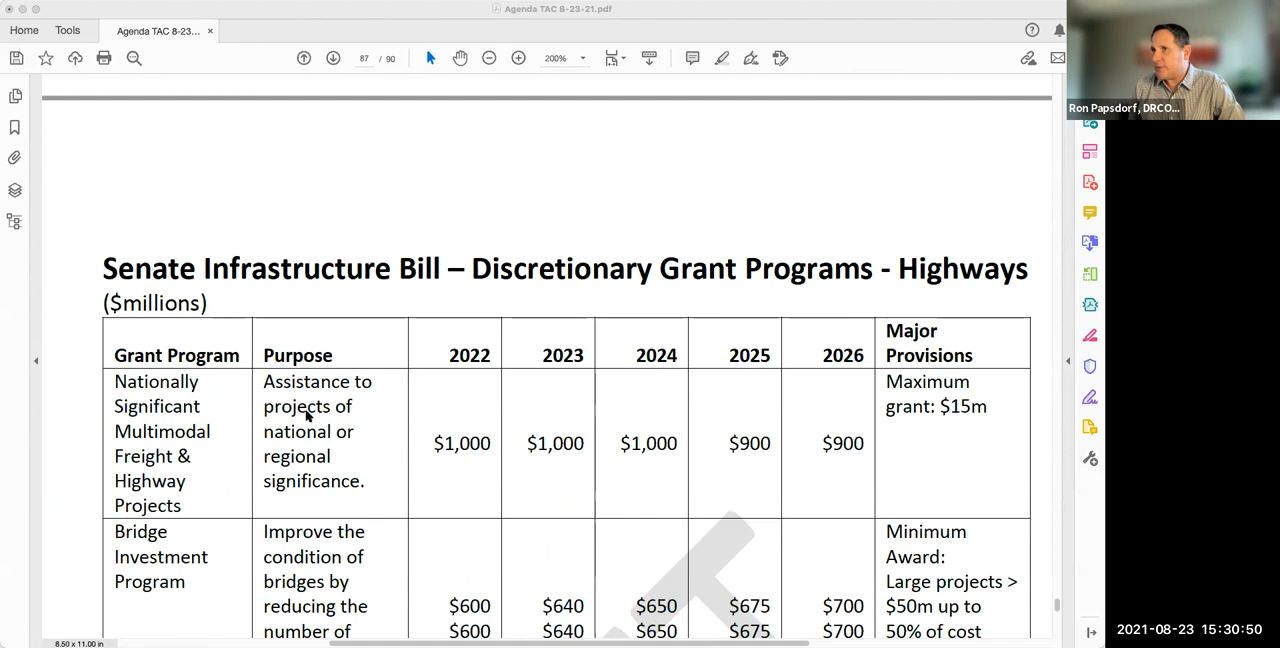 Agenda TAC 8-23-21.pdf
Home
Tools
Agenda TAC 8-23... ×
87 / 90
200%
Ron Papsdorf, DRCO...
Senate Infrastructure Bill – Discretionary Grant Programs - Highways
($millions)
Grant Program Purpose 2022 2023 2024 2025 2026 Major Provisions
Nationally Significant Multimodal Freight & Highway Projects
Assistance to projects of national or regional significance.
$1,000 $1,000 $1,000 $900 $900
Maximum grant: $15m
Bridge Investment Program
Improve the condition of bridges by reducing the number of
$600 $640 $650 $675 $700
$600 $640 $650 $675 $700
Minimum Award:
Large projects > $50m up to 50% of cost
8.50 x 11.00 in
2021-08-23 15:30:50